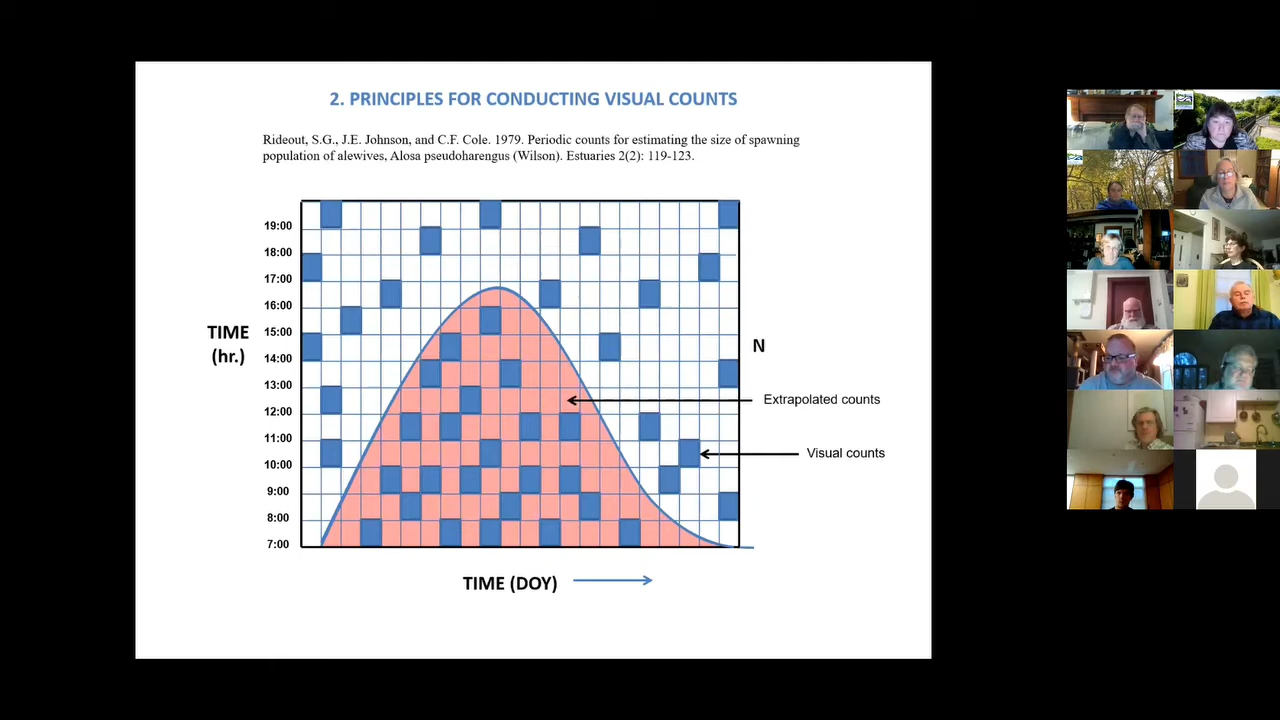 2. PRINCIPLES FOR CONDUCTING VISUAL COUNTS
Rideout, S.G., J.E. Johnson, and C.F. Cole. 1979. Periodic counts for estimating the size of spawning
population of alewives, Alosa pseudoharengus (Wilson). Estuaries 2(2): 119-123.
19:00
18:00
17:00
16:00
15:00
14:00
13:00
12:00
11:00
10:00
9:00
8:00
7:00
TIME
(hr.)
N
Extrapolated counts
Visual counts
TIME (DOY)